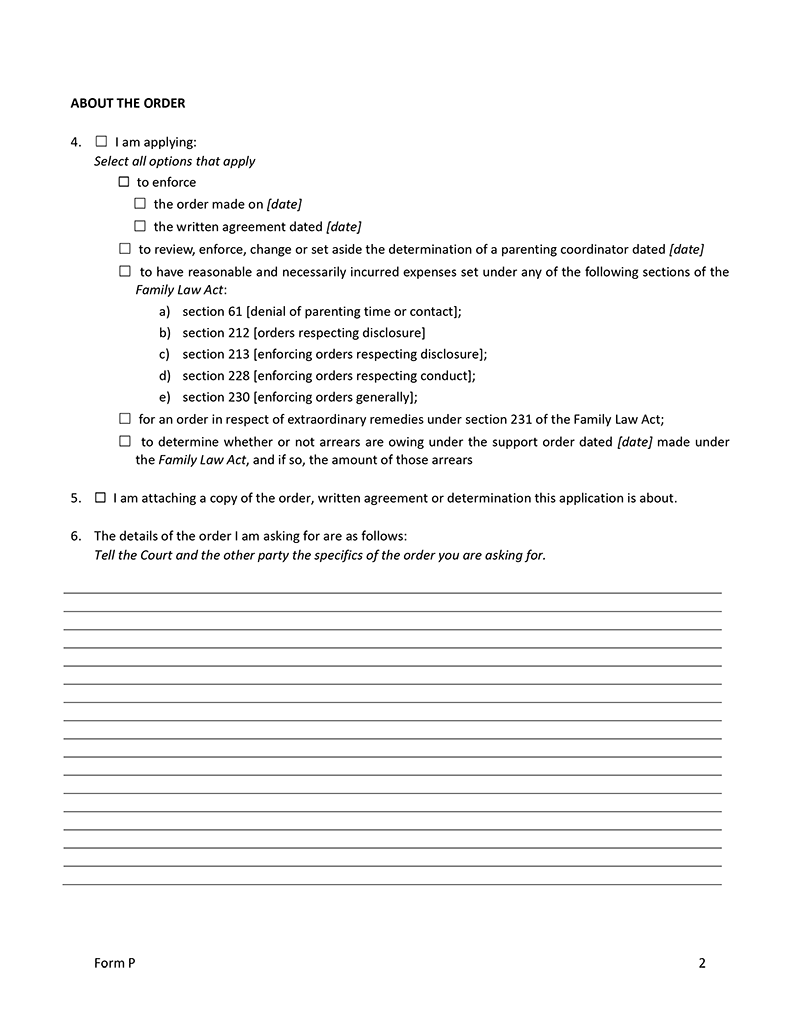 ABOUT THE ORDER
4. ☐ I am applying:
Select all options that apply
☐ to enforce
☐ the order made on [date]
☐ the written agreement dated [date]
☐ to review, enforce, change or set aside the determination of a parenting coordinator dated [date]
☐ to have reasonable and necessarily incurred expenses set under any of the following sections of the
Family Law Act:
a) section 61 [denial of parenting time or contact];
b) section 212 [orders respecting disclosure]
c) section 213 [enforcing orders respecting disclosure];
d) section 228 [enforcing orders respecting conduct];
e) section 230 [enforcing orders generally];
☐ for an order in respect of extraordinary remedies under section 231 of the Family Law Act;
☐ to determine whether or not arrears are owing under the support order dated [date] made under
the Family Law Act, and if so, the amount of those arrears
5. ☐ I am attaching a copy of the order, written agreement or determination this application is about.
6. The details of the order I am asking for are as follows:
Tell the Court and the other party the specifics of the order you are asking for.
Form P 2